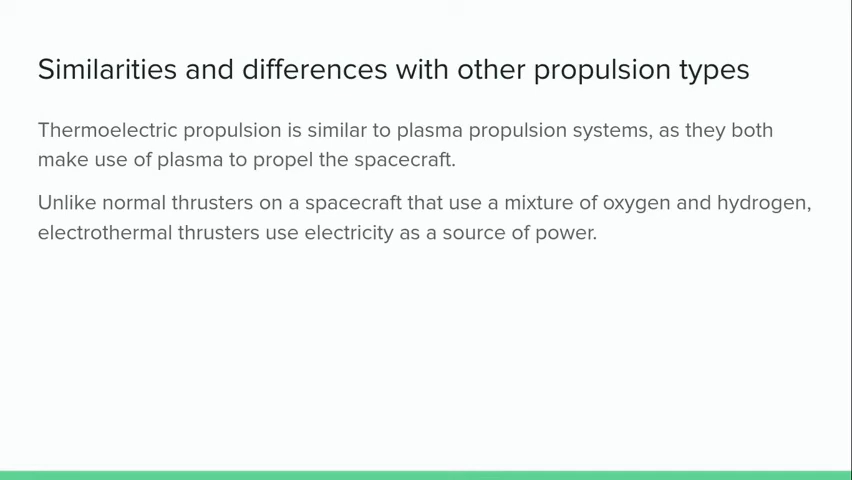 Similarities and differences with other propulsion types
Thermoelectric propulsion is similar to plasma propulsion systems, as they both
make use of plasma to propel the spacecraft.
Unlike normal thrusters on a spacecraft that use a mixture of oxygen and hydrogen,
electrothermal thrusters use electricity as a source of power.